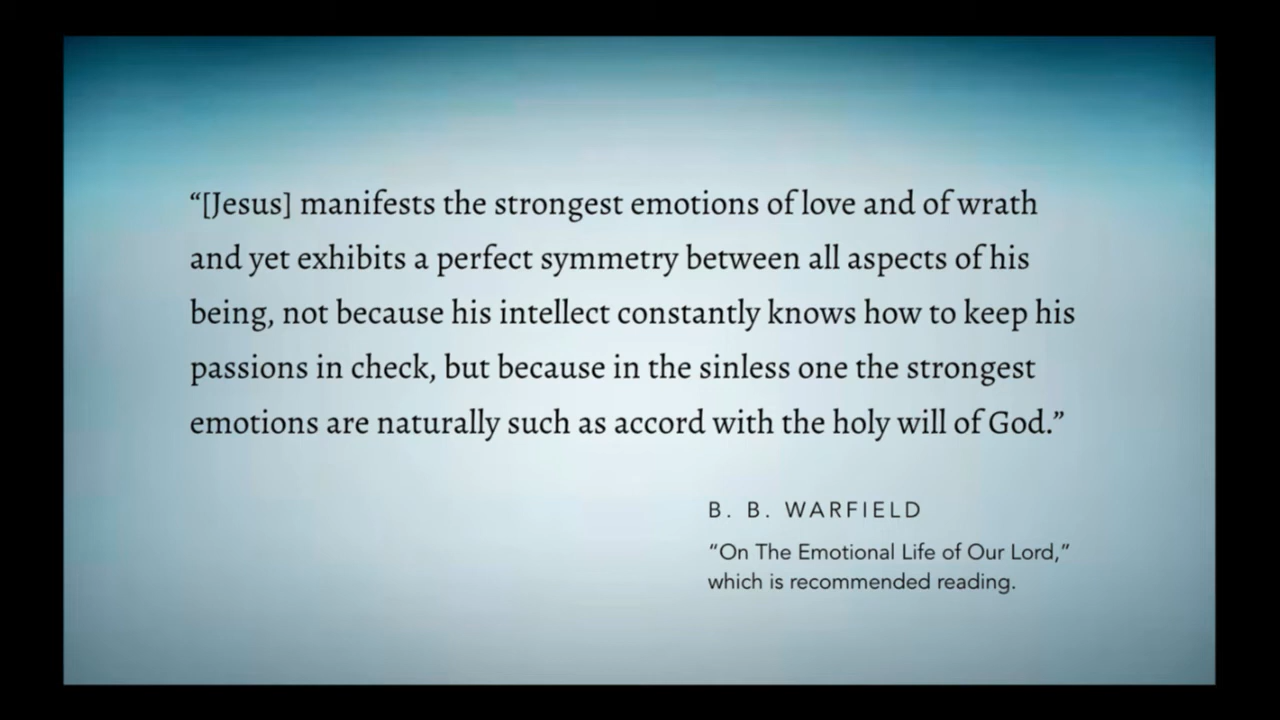 “[Jesus] manifests the strongest emotions of love and of wrath
and yet exhibits a perfect symmetry between all aspects of his
being, not because his intellect constantly knows how to keep his
passions in check, but because in the sinless one the strongest
emotions are naturally such as accord with the holy will of God.”
B. B. WARFIELD
“On The Emotional Life of Our Lord,”
which is recommended reading.